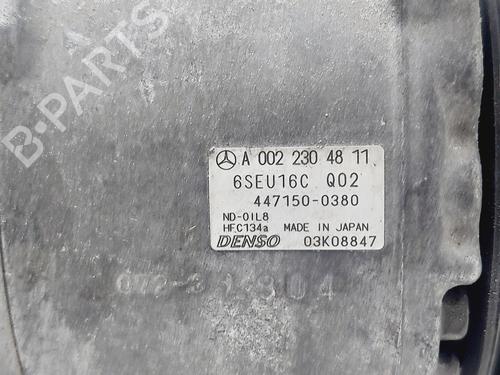 B-PARTS
A 002 230 48 11
6SEU16C Q02
447150-0380
ND-OIL8
HFC134a MADE IN JAPAN
DENSO 03K08847